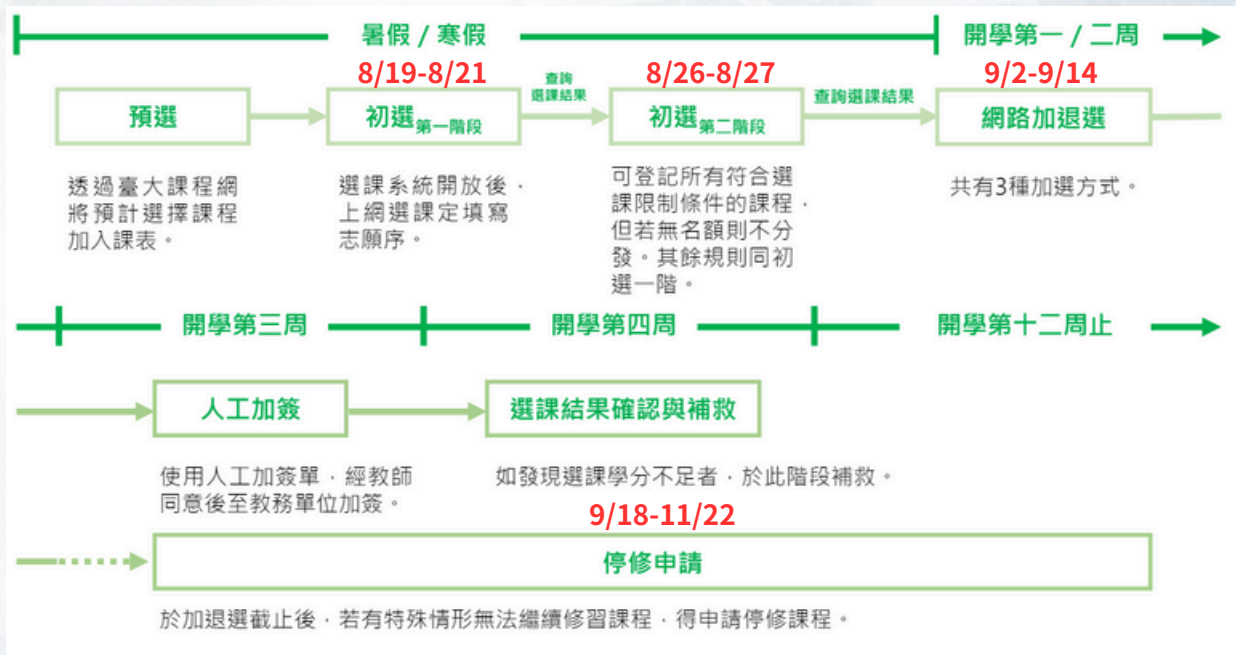 暑假 / 寒假
開學第一 / 二周
8/19-8/21
8/26-8/27
9/2-9/14
查詢
選課結果
查詢選課結果
預選
初選第一階段
初選第二階段
網路加退選
透過臺大課程網
將預計選擇課程
加入課表。
選課系統開放後，
上網選課定填寫
志願序。
可登記所有符合選
課限制條件的課程，
但若無名額則不分
發。其餘規則同初
選一階。
共有3種加選方式。
開學第三周
開學第四周
開學第十二周止
人工加簽
選課結果確認與補救
使用人工加簽單，經教師
同意後至教務單位加簽。
如發現選課學分不足者，於此階段補救。
9/18-11/22
停修申請
於加退選截止後，若有特殊情形無法繼續修習課程，得申請停修課程。